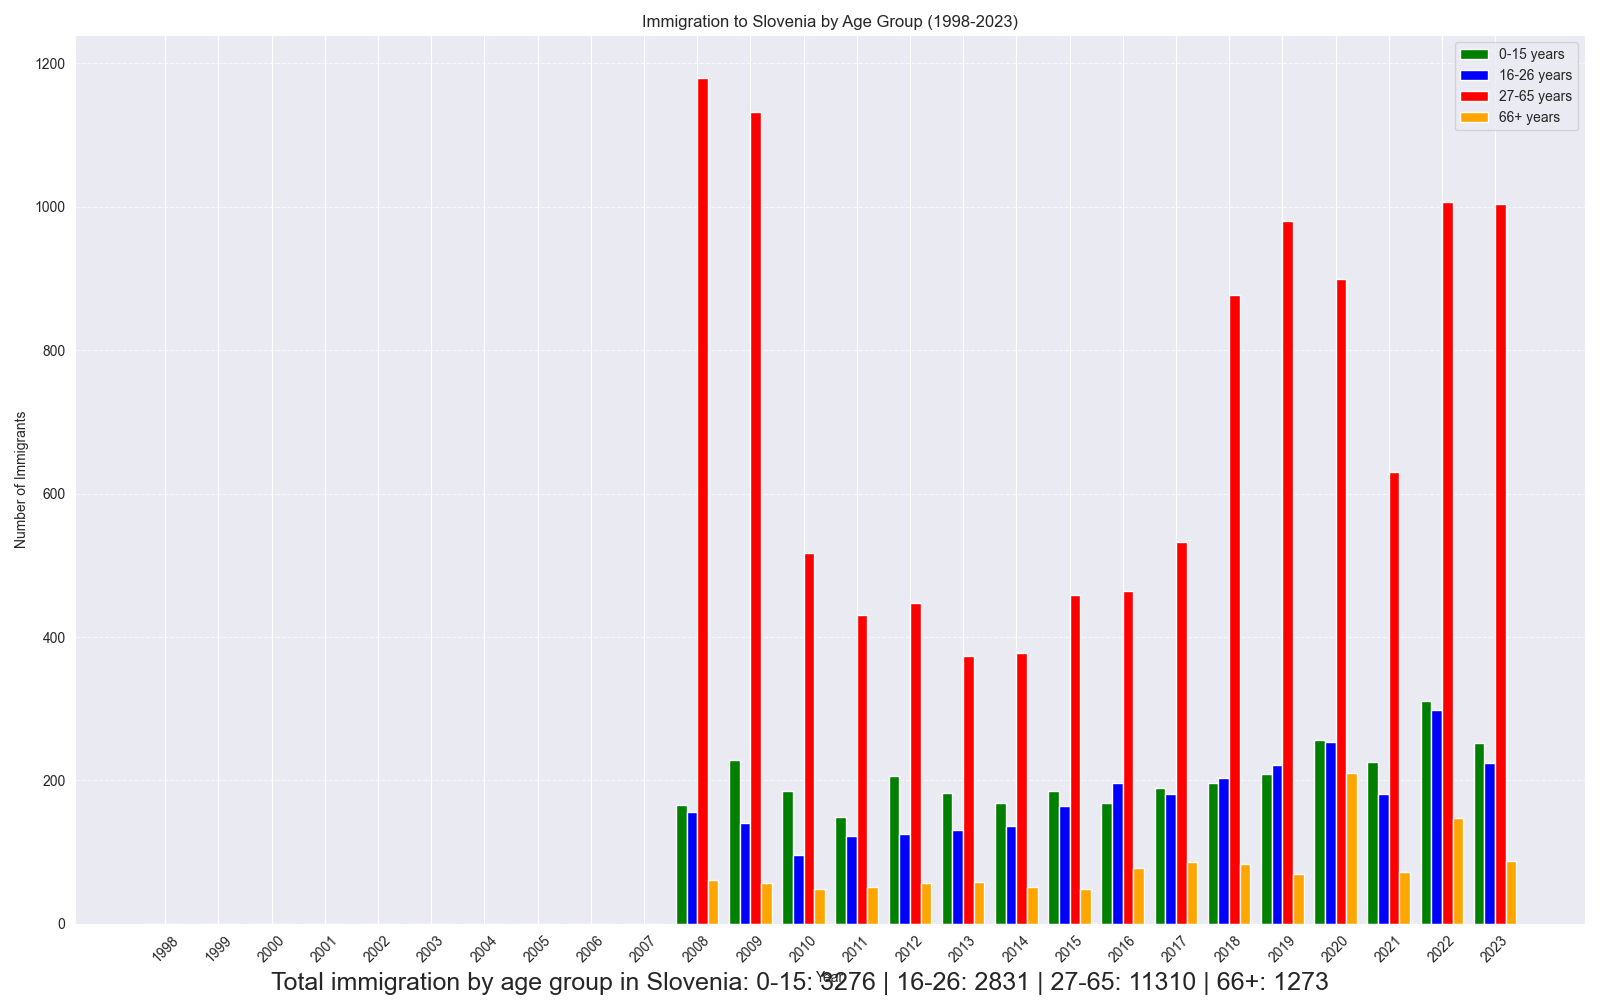 Immigration to Slovenia by Age Group (1998-2023)
1200
1000
800
600
400
200
0
Number of Immigrants
0-15 years
16-26 years
27-65 years
66+ years
1998 1999 2000 2001 2002 2003 2004 2005 2006 2007 2008 2009 2010 2011 2012 2013 2014 2015 2016 2017 2018 2019 2020 2021 2022 2023
Year
Total immigration by age group in Slovenia: 0-15: 3276 | 16-26: 2831 | 27-65: 11310 | 66+: 1273